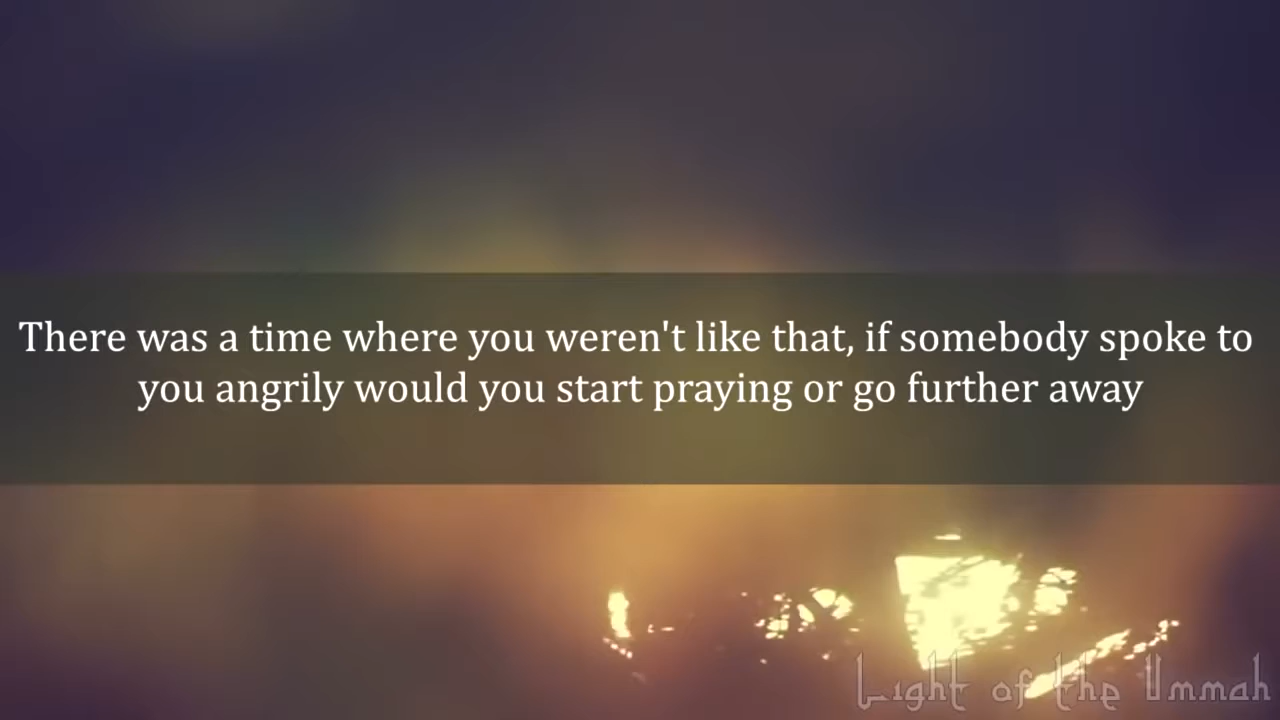 There was a time where you weren't like that, if somebody spoke to
you angrily would you start praying or go further away
Light of the Ummah